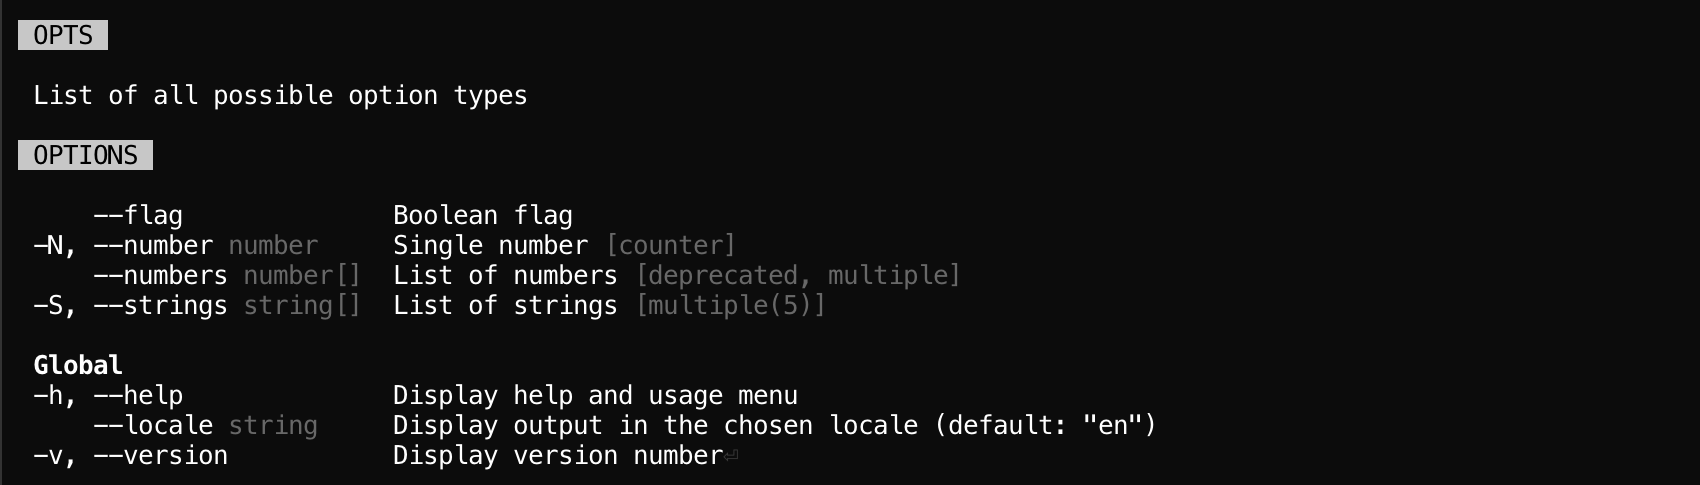 OPTS
List of all possible option types
OPTIONS
--flag Boolean flag
-N, --number number Single number [counter]
--numbers number[] List of numbers [deprecated, multiple]
-S, --strings string[] List of strings [multiple(5)]
Global
-h, --help Display help and usage menu
--locale string Display output in the chosen locale (default: "en")
-v, --version Display version number⏎